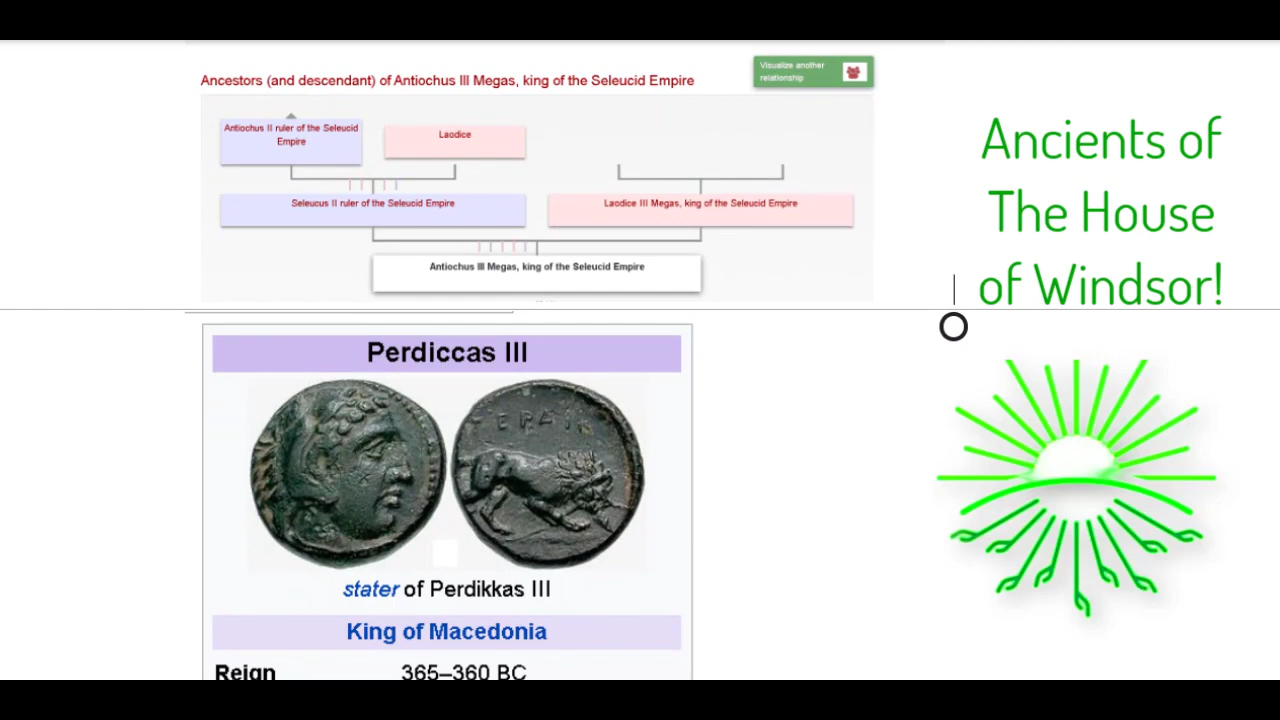 Visualize another
relationship
Ancestors (and descendant) of Antiochus III Megas, king of the Seleucid Empire
Antiochus II ruler of the Seleucid
Empire
Laodice
Seleucus II ruler of the Seleucid Empire
Laodice III Megas, king of the Seleucid Empire
Antiochus III Megas, king of the Seleucid Empire
Ancients of
The House
of Windsor!
Perdiccas III
stater of Perdikkas III
King of Macedonia
Reign 365–360 BC